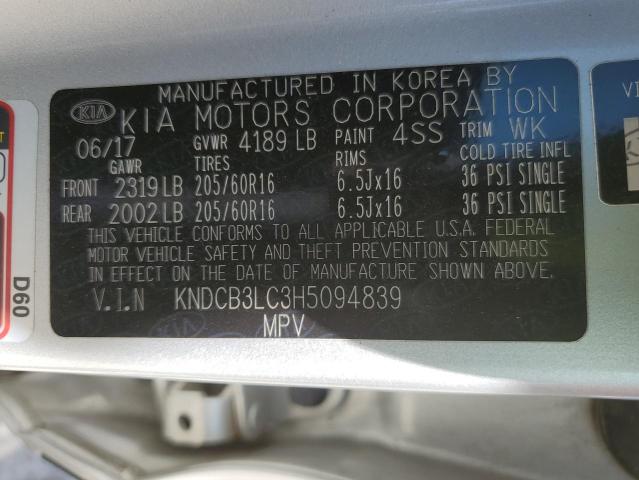 MANUFACTURED IN KOREA BY
KIA KIA MOTORS CORPORATION
06/17 GVWR 4189 LB PAINT 4SS TRIM WK
GAWR TIRES RIMS COLD TIRE INFL
FRONT 2319 LB 205/60R16 6.5Jx16 36 PSI SINGLE
REAR 2002 LB 205/60R16 6.5Jx16 36 PSI SINGLE
THIS VEHICLE CONFORMS TO ALL APPLICABLE U.S.A. FEDERAL
MOTOR VEHICLE SAFETY AND THEFT PREVENTION STANDARDS
IN EFFECT ON THE DATE OF MANUFACTURE SHOWN ABOVE.
V.I.N KNDCB3LC3H5094839
MPV
D60